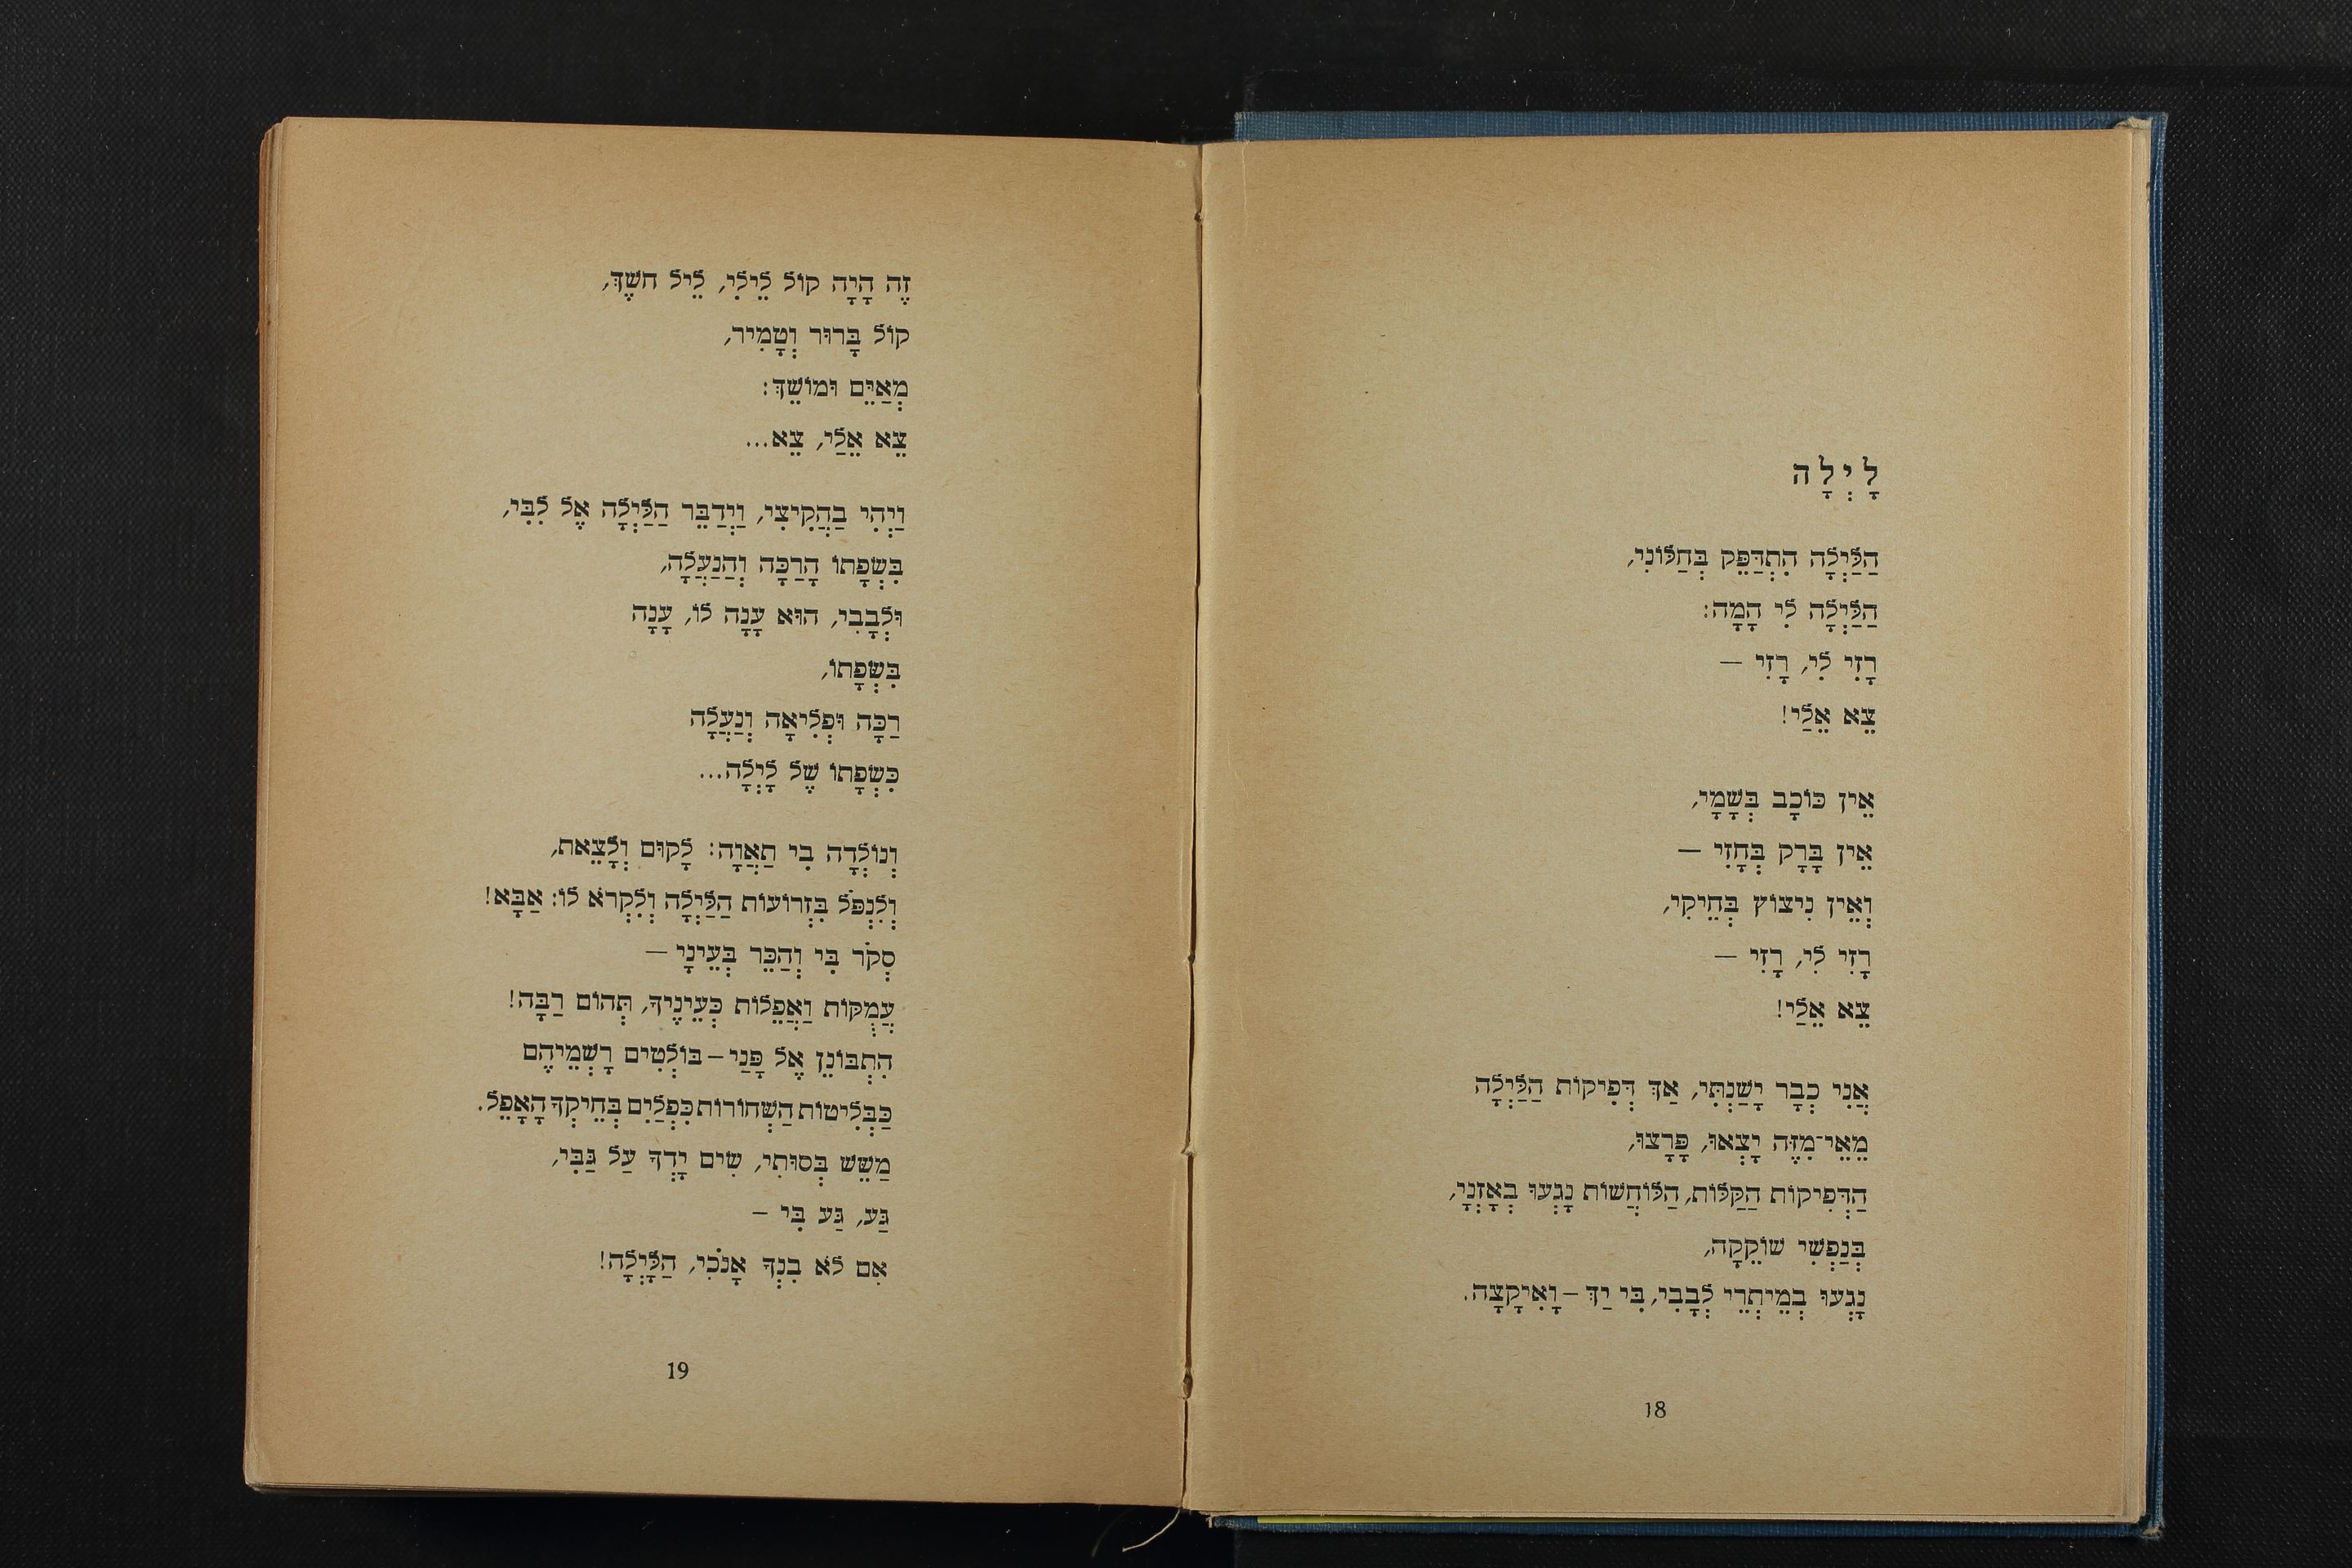 לָיְלָה
הַלַּיְלָה הִתְדַּפֵּק בְּחַלּוֹנִי,
הַלַּיְלָה לִי הָמָה:
רָזִי לִי, רָזִי —
צֵא אֵלַי!
אֵין כּוֹכָב בְּשָׁמָי,
אֵין בָּרָק בְּחָזִי —
וְאֵין נִיצוֹץ בְּחֵיקִי,
רָזִי לִי, רָזִי —
צֵא אֵלַי!
אֲנִי כְבָר יָשַׁנְתִּי, אַךְ דְּפִיקוֹת הַלַּיְלָה
מֵאֵי־מִזֶּה יָצְאוּ, פָּרָצוּ,
הַדְּפִיקוֹת הַקַּלּוֹת, הַלּוֹחֲשׁוֹת נָגְעוּ בְאָזְנָי,
בְּנַפְשִׁי שׁוֹקֵקָה,
נָגְעוּ בְמֵיתְרֵי לְבָבִי, בִּי יַךְ – וָאִיקָצָה.
18
זֶה הָיָה קוֹל לֵילִי, לֵיל חשֶׁךְ,
קוֹל בָּרוּר וְטָמִיר,
מְאַיֵּם וּמוֹשֵׁךְ:
צֵא אֵלַי, צֵא...
וַיְהִי בַהֲקִיצִי, וַיְדַבֵּר הַלַּיְלָה אֶל לִבִּי,
בִּשְׂפָתוֹ הָרַכָּה וְהַנַּעֲלָה,
וּלְבָבִי, הוּא עָנָה לוֹ, עָנָה
בִּשְׂפָתוֹ,
רַכָּה וּפְלִיאָה וְנַעֲלָה
כִּשְׂפָתוֹ שֶׁל לָיְלָה...
וְנוֹלְדָה בִי תַאֲוָה: לָקוּם וְלָצֵאת,
וְלִנְפֹּל בִּזְרוֹעוֹת הַלַּיְלָה וְלִקְרֹא לוֹ: אַבָּא!
סְקֹר בִּי וְהַכֵּר בְּעֵינָי —
עֲמֻקּוֹת וַאֲפֵלוֹת כְּעֵינֶיךָ, תְּהוֹם רַבָּה!
הִתְבּוֹנֵן אֶל פָּנַי – בּוֹלְטִים רָשְׁמֵיהֶם
כַּבְּלִיטוֹת הַשְּׁחוֹרוֹת כִּפְלַיִם בְּחֵיקְךָ הָאָפֵל.
מַשֵּׁשׁ בְּסוּתִי, שִׂים יָדְךָ עַל גַּבִּי,
גַּע, גַּע בִּי –
אִם לֹא בִנְךָ אָנֹכִי, הַלָּיְלָה!
19